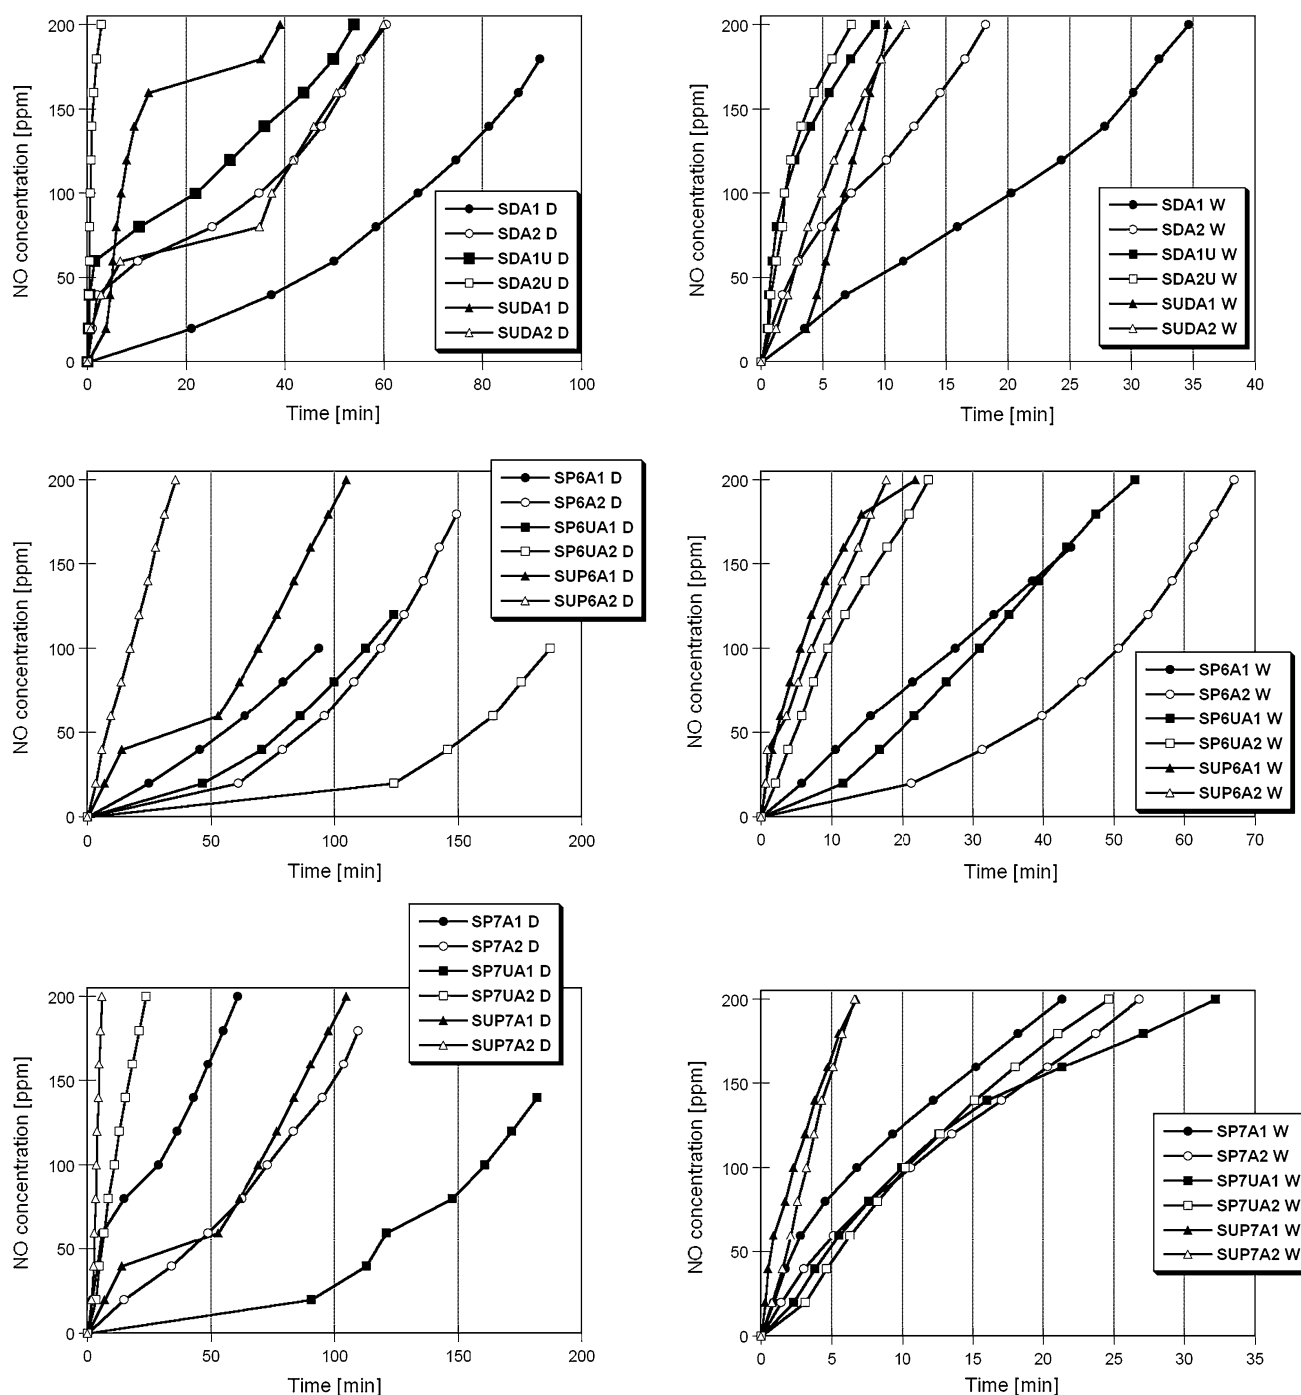 NO concentration [ppm]
200
150
100
50
0
0 20 40 60 80 100
Time [min]
SDA1 D
SDA2 D
SDA1U D
SDA2U D
SUDA1 D
SUDA2 D
NO concentration [ppm]
200
150
100
50
0
0 5 10 15 20 25 30 35 40
Time [min]
SDA1 W
SDA2 W
SDA1U W
SDA2U W
SUDA1 W
SUDA2 W
NO concentration [ppm]
200
150
100
50
0
0 50 100 150 200
Time [min]
SP6A1 D
SP6A2 D
SP6UA1 D
SP6UA2 D
SUP6A1 D
SUP6A2 D
NO concentration [ppm]
200
150
100
50
0
0 10 20 30 40 50 60 70
Time [min]
SP6A1 W
SP6A2 W
SP6UA1 W
SP6UA2 W
SUP6A1 W
SUP6A2 W
NO concentration [ppm]
200
150
100
50
0
0 50 100 150 200
Time [min]
SP7A1 D
SP7A2 D
SP7UA1 D
SP7UA2 D
SUP7A1 D
SUP7A2 D
NO concentration [ppm]
200
150
100
50
0
0 5 10 15 20 25 30 35
Time [min]
SP7A1 W
SP7A2 W
SP7UA1 W
SP7UA2 W
SUP7A1 W
SUP7A2 W